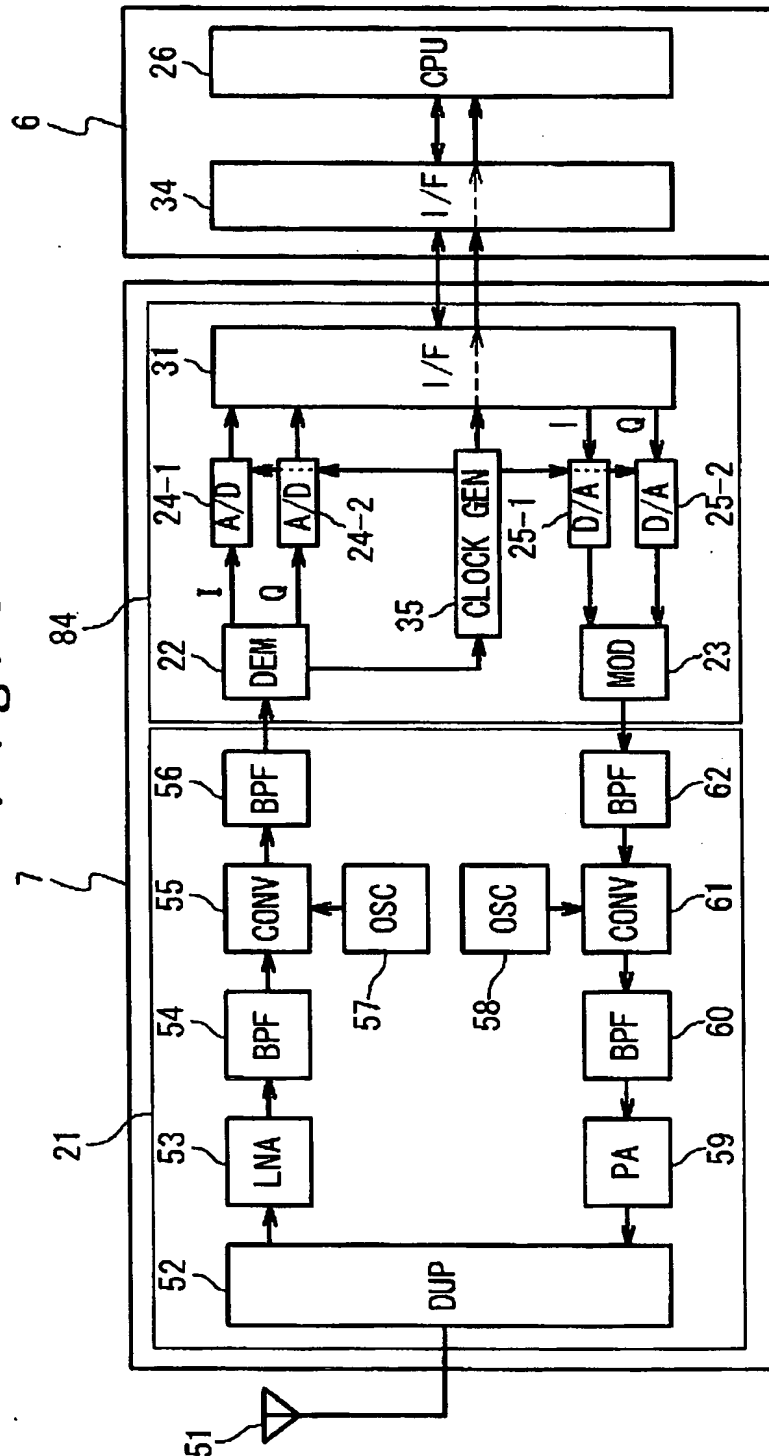 7
6
21
84
52
53
54
55
56
22
24-1
31
34
26
DUP
LNA
BPF
CONV
BPF
DEM
I
Q
A/D
A/D
24-2
I/F
I/F
CPU
51
57
OSC
58
OSC
35
CLOCK GEN
25-1
PA
BPF
CONV
BPF
MOD
D/A
D/A
I
Q
59
60
61
62
23
25-2